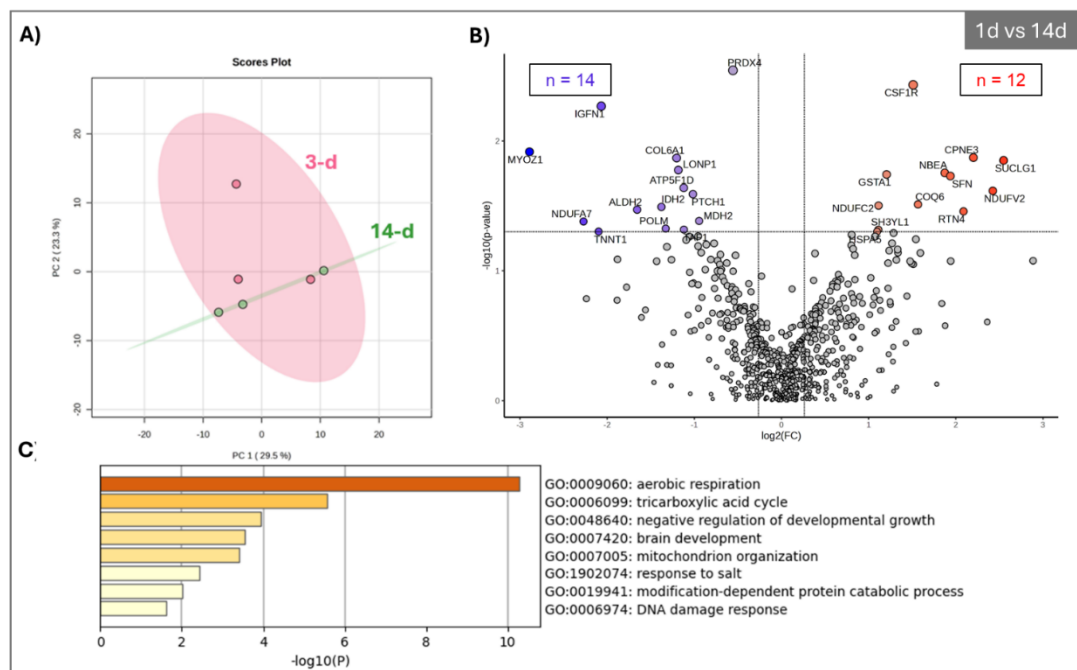 A)
Scores Plot
3-d
14-d
PC 2 ( 23.3 %)
20
10
0
-10
-20
-20
-10
0
10
20
PC 1 ( 29.5 %)
B)
1d vs 14d
n = 14
n = 12
PRDX4
CSF1R
IGFN1
MYOZ1
COL6A1
LONP1
CPNE3
NBEA
SUCLG1
GSTA1
SFN
ATP5F1D
NDUFV2
IDH2
PTCH1
ALDH2
NDUFC2
COQ6
RTN4
NDUFA7
POLM
MDH2
SH3YL1
TNNT1
HSPA5
-log10(p-value)
2
1
0
-3
-2
-1
0
1
2
3
log2(FC)
C)
GO:0009060: aerobic respiration
GO:0006099: tricarboxylic acid cycle
GO:0048640: negative regulation of developmental growth
GO:0007420: brain development
GO:0007005: mitochondrion organization
GO:1902074: response to salt
GO:0019941: modification-dependent protein catabolic process
GO:0006974: DNA damage response
0
2
4
6
8
10
-log10(P)